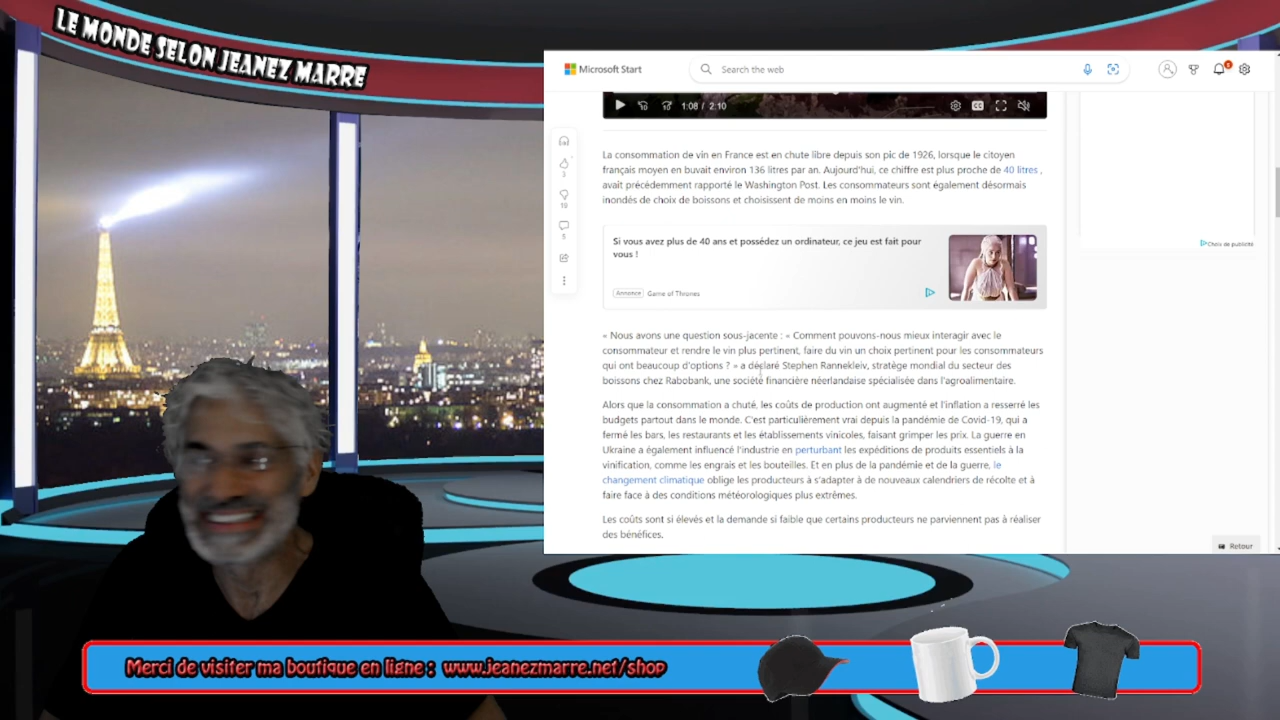 LE MONDE SELON JEANEZ MARRE
Microsoft Start
Search the web
1:08 / 2:10
La consommation de vin en France est en chute libre depuis son pic de 1926, lorsque le citoyen
français moyen en buvait environ 136 litres par an. Aujourd'hui, ce chiffre est plus proche de 40 litres ,
avait précédemment rapporté le Washington Post. Les consommateurs sont également désormais
inondés de choix de boissons et choisissent de moins en moins le vin.
3
19
5
Choix de publicité
Si vous avez plus de 40 ans et possédez un ordinateur, ce jeu est fait pour
vous !
Annonce Game of Thrones
« Nous avons une question sous-jacente : « Comment pouvons-nous mieux interagir avec le
consommateur et rendre le vin plus pertinent, faire du vin un choix pertinent pour les consommateurs
qui ont beaucoup d'options ? » a déclaré Stephen Rannekleiv, stratège mondial du secteur des
boissons chez Rabobank, une société financière néerlandaise spécialisée dans l'agroalimentaire.
Alors que la consommation a chuté, les coûts de production ont augmenté et l'inflation a resserré les
budgets partout dans le monde. C'est particulièrement vrai depuis la pandémie de Covid-19, qui a
fermé les bars, les restaurants et les établissements vinicoles, faisant grimper les prix. La guerre en
Ukraine a également influencé l'industrie en perturbant les expéditions de produits essentiels à la
vinification, comme les engrais et les bouteilles. Et en plus de la pandémie et de la guerre, le
changement climatique oblige les producteurs à s'adapter à de nouveaux calendriers de récolte et à
faire face à des conditions météorologiques plus extrêmes.
Les coûts sont si élevés et la demande si faible que certains producteurs ne parviennent pas à réaliser
des bénéfices.
Retour
Merci de visiter ma boutique en ligne : www.jeanezmarre.net/shop